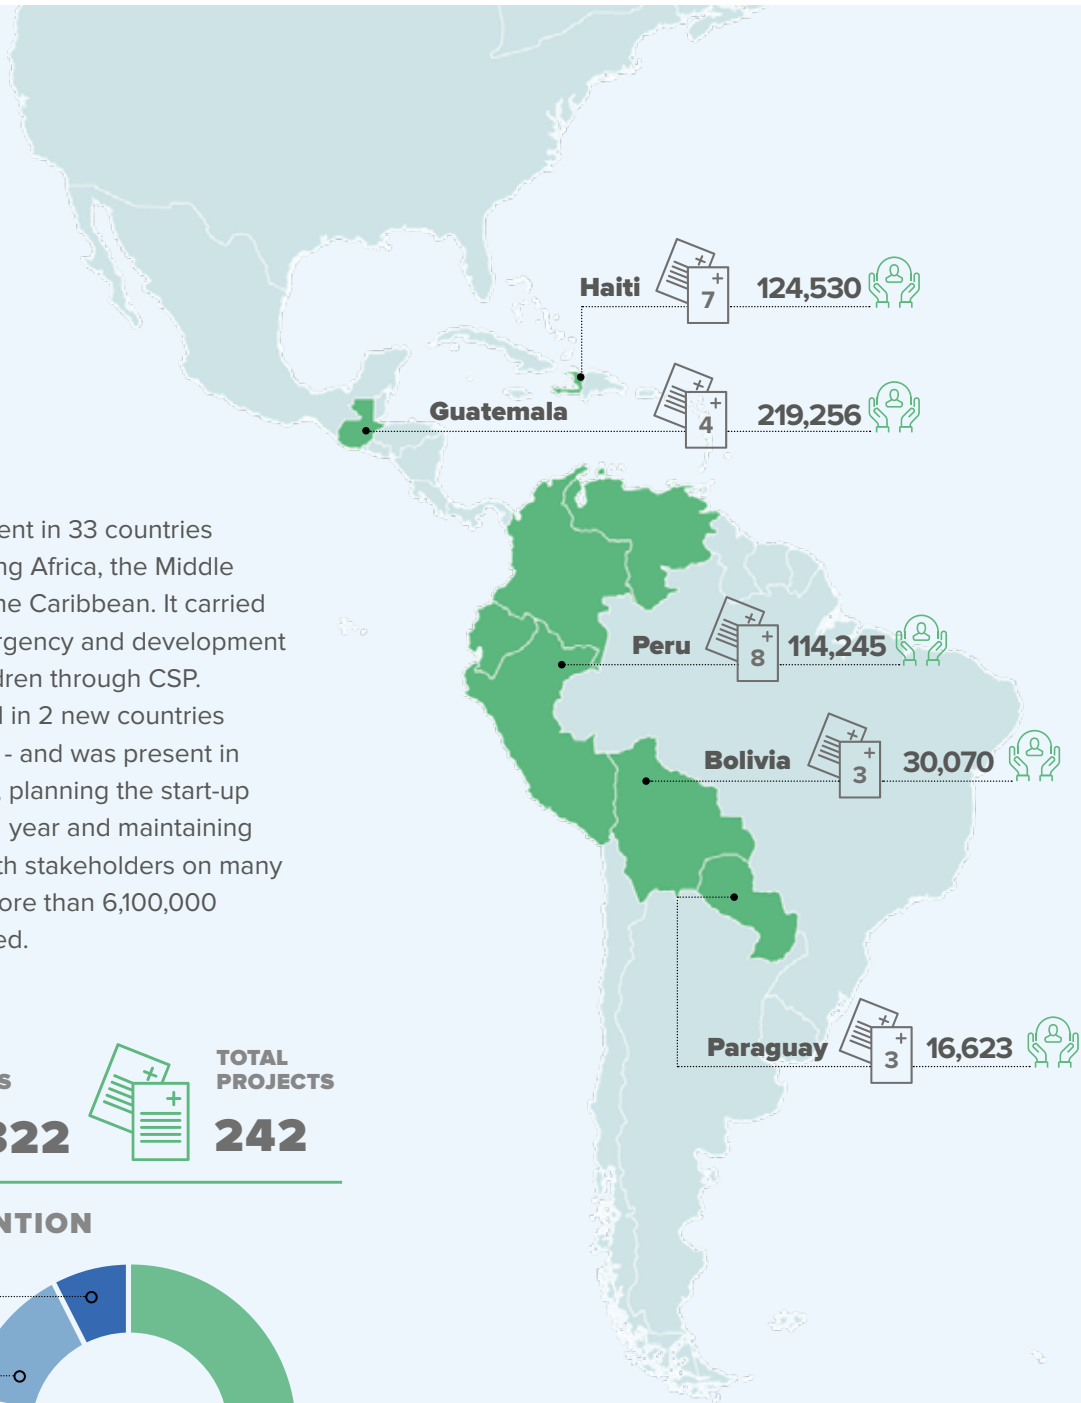 Haiti 7 124,530
Guatemala 4 219,256
ent in 33 countries
ng Africa, the Middle
ne Caribbean. It carried
rgency and development
dren through CSP.
l in 2 new countries
- and was present in
, planning the start-up
year and maintaining
th stakeholders on many
ore than 6,100,000
ed.
Peru 8 114,245
Bolivia 3 30,070
Paraguay 3 16,623
S
322
TOTAL
PROJECTS
242
NTION